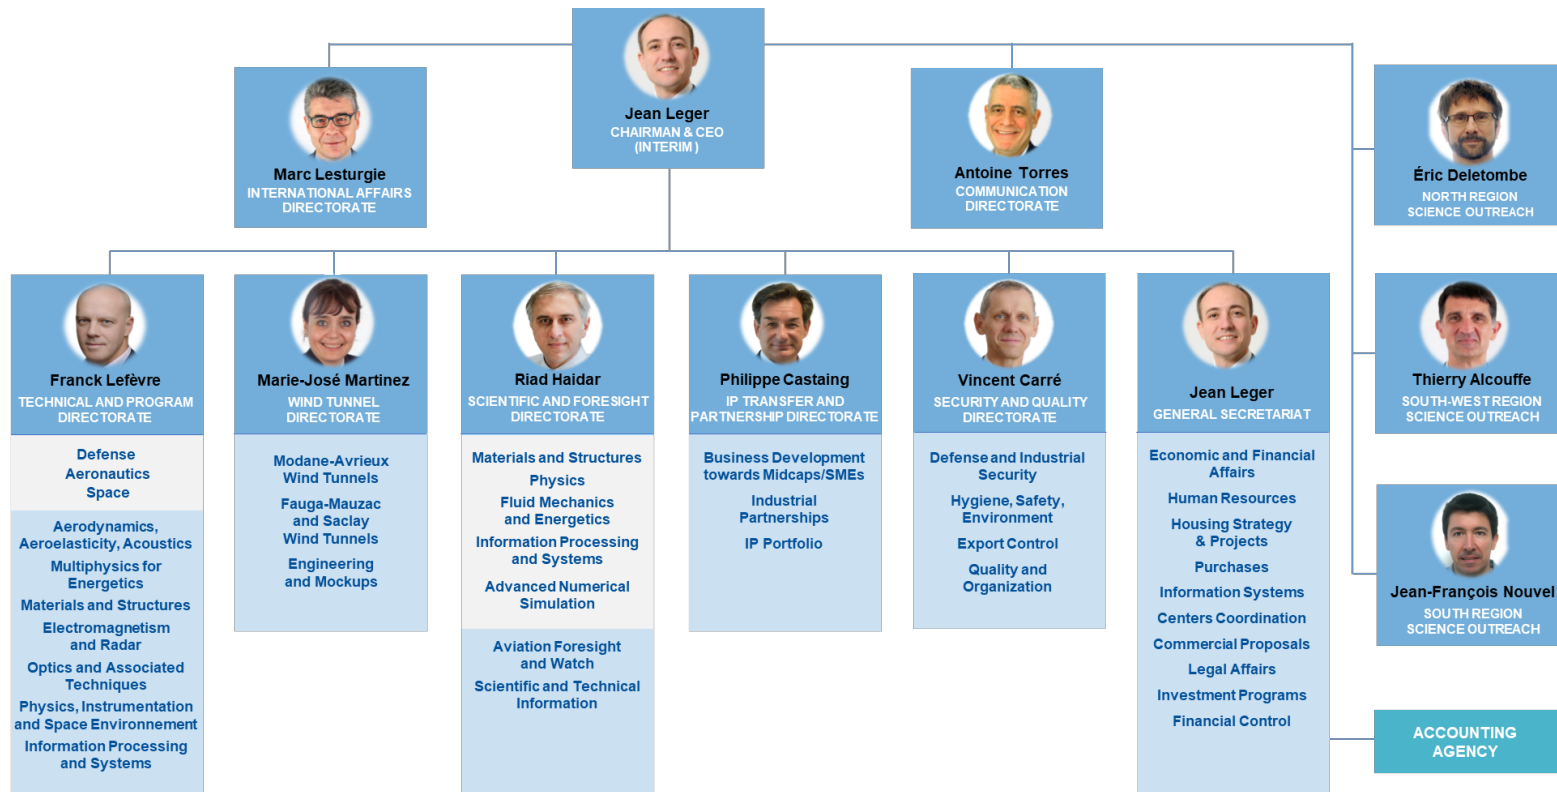 Jean Leger
CHAIRMAN & CEO
(INTERIM )
Marc Lesturgie
INTERNATIONAL AFFAIRS
DIRECTORATE
Antoine Torres
COMMUNICATION
DIRECTORATE
Éric Deletombe
NORTH REGION
SCIENCE OUTREACH
Franck Lefèvre
TECHNICAL AND PROGRAM
DIRECTORATE
Defense
Aeronautics
Space
Aerodynamics,
Aeroelasticity, Acoustics
Multiphysics for
Energetics
Materials and Structures
Electromagnetism
and Radar
Optics and Associated
Techniques
Physics, Instrumentation
and Space Environnement
Information Processing
and Systems
Marie-José Martinez
WIND TUNNEL
DIRECTORATE
Modane-Avrieux
Wind Tunnels
Fauga-Mauzac
and Saclay
Wind Tunnels
Engineering
and Mockups
Riad Haidar
SCIENTIFIC AND FORESIGHT
DIRECTORATE
Materials and Structures
Physics
Fluid Mechanics
and Energetics
Information Processing
and Systems
Advanced Numerical
Simulation
Aviation Foresight
and Watch
Scientific and Technical
Information
Philippe Castaing
IP TRANSFER AND
PARTNERSHIP DIRECTORATE
Business Development
towards Midcaps/SMEs
Industrial
Partnerships
IP Portfolio
Vincent Carré
SECURITY AND QUALITY
DIRECTORATE
Defense and Industrial
Security
Hygiene, Safety,
Environment
Export Control
Quality and
Organization
Jean Leger
GENERAL SECRETARIAT
Economic and Financial
Affairs
Human Resources
Housing Strategy
& Projects
Purchases
Information Systems
Centers Coordination
Commercial Proposals
Legal Affairs
Investment Programs
Financial Control
Thierry Alcouffe
SOUTH-WEST REGION
SCIENCE OUTREACH
Jean-François Nouvel
SOUTH REGION
SCIENCE OUTREACH
ACCOUNTING
AGENCY